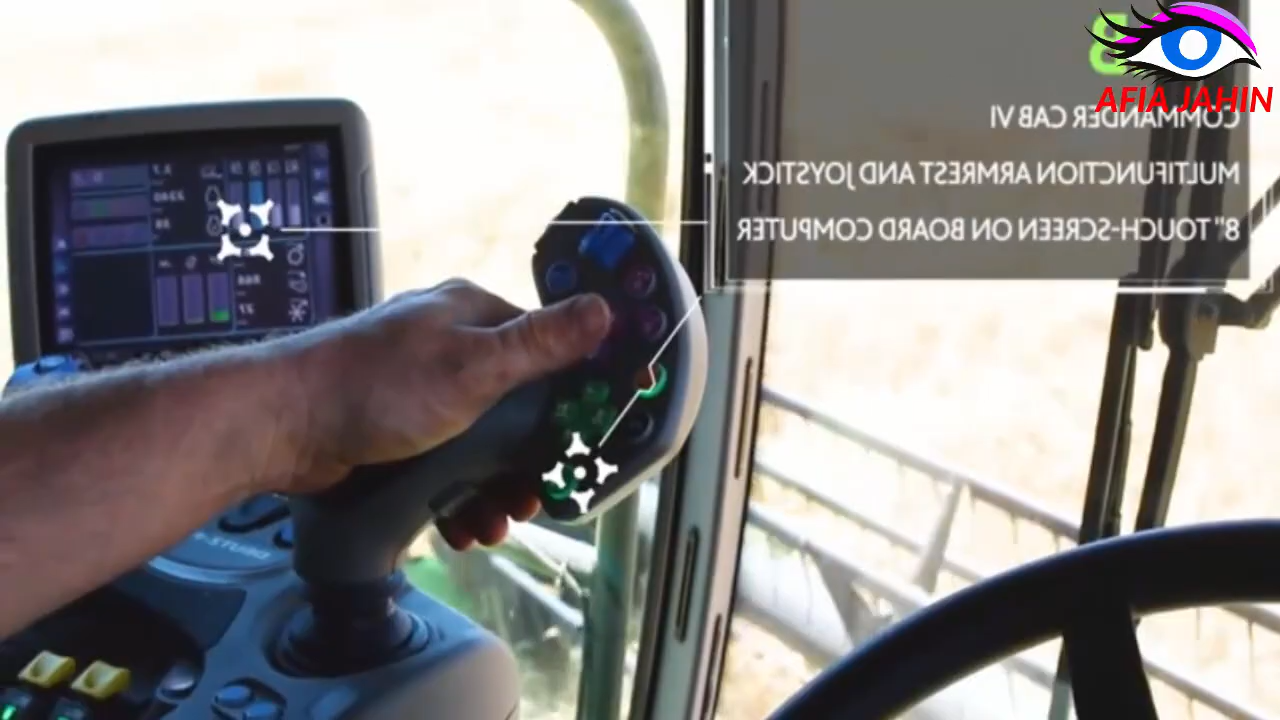 AFIA JAHIN
COMMANDER CAB VI
MULTIFUNCTION ARMREST AND JOYSTICK
8" TOUCH-SCREEN ON BOARD COMPUTER